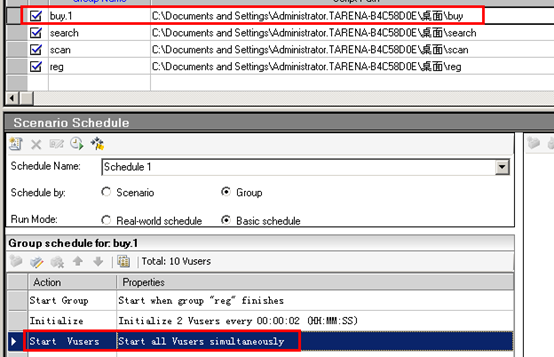 Group Name Script Path
buy.1 C:\Documents and Settings\Administrator.TARENA-B4C58D0E\桌面\buy
search C:\Documents and Settings\Administrator.TARENA-B4C58D0E\桌面\search
scan C:\Documents and Settings\Administrator.TARENA-B4C58D0E\桌面\scan
reg C:\Documents and Settings\Administrator.TARENA-B4C58D0E\桌面\reg
Scenario Schedule
Schedule Name: Schedule 1
Schedule by: Scenario Group
Run Mode: Real-world schedule Basic schedule
Group schedule for: buy.1
Total: 10 Vusers
Action Properties
Start Group Start when group "reg" finishes
Initialize Initialize 2 Vusers every 00:00:02 (HH:MM:SS)
Start Vusers Start all Vusers simultaneously